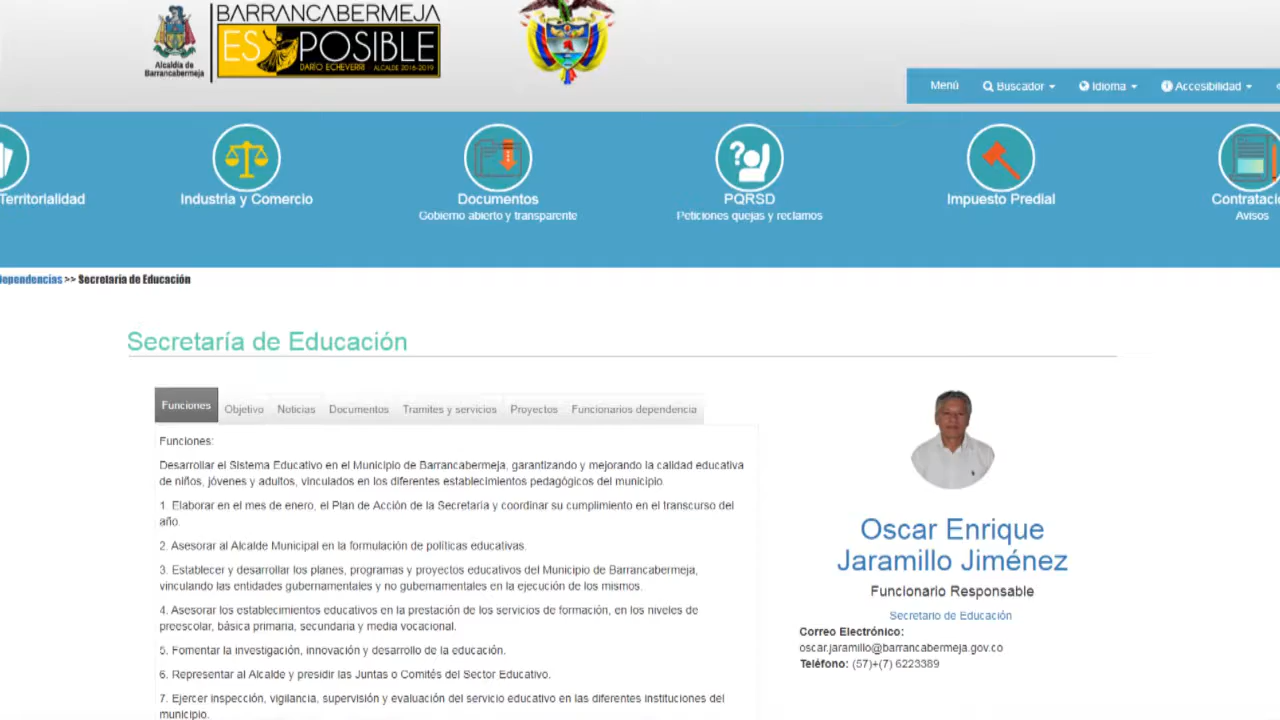 BARRANCABERMEJA
ES POSIBLE
DARÍO ECHEVERRI ALCALDE 2016-2019
Alcaldía de
Barrancabermeja
Menú Buscador Idioma Accesibilidad
Territorialidad Industria y Comercio Documentos PQRSD Impuesto Predial
Gobierno abierto y transparente Peticiones quejas y reclamos Avisos
Dependencias >> Secretaría de Educación
Secretaría de Educación
Funciones Objetivo Noticias Documentos Tramites y servicios Proyectos Funcionarios dependencia
Funciones:
Desarrollar el Sistema Educativo en el Municipio de Barrancabermeja, garantizando y mejorando la calidad educativa
de niños, jóvenes y adultos, vinculados en los diferentes establecimientos pedagógicos del municipio.
1. Elaborar en el mes de enero, el Plan de Acción de la Secretaría y coordinar su cumplimiento en el transcurso del
año.
2. Asesorar al Alcalde Municipal en la formulación de políticas educativas.
3. Establecer y desarrollar los planes, programas y proyectos educativos del Municipio de Barrancabermeja,
vinculando las entidades gubernamentales y no gubernamentales en la ejecución de los mismos.
4. Asesorar los establecimientos educativos en la prestación de los servicios de formación, en los niveles de
preescolar, básica primaria, secundaria y media vocacional.
5. Fomentar la investigación, innovación y desarrollo de la educación.
6. Representar al Alcalde y presidir las Juntas o Comités del Sector Educativo.
7. Ejercer inspección, vigilancia, supervisión y evaluación del servicio educativo en las diferentes instituciones del
municipio.
Oscar Enrique
Jaramillo Jiménez
Funcionario Responsable
Secretario de Educación
Correo Electrónico:
oscar.jaramillo@barrancabermeja.gov.co
Teléfono: (57)+(7) 6223389